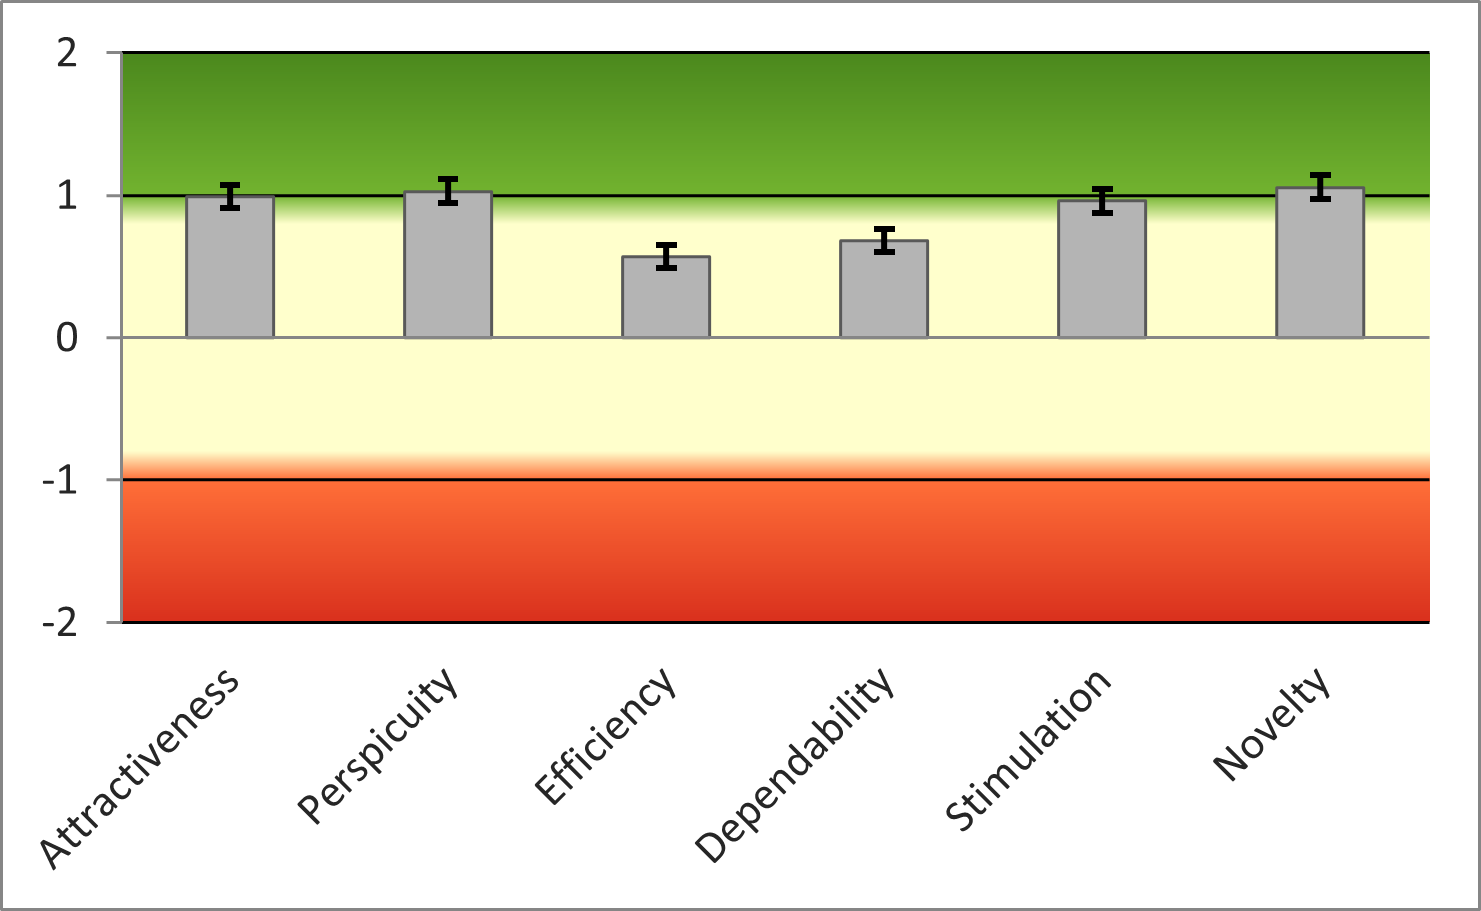 2
1
0
-1
-2
Attractiveness
Perspicuity
Efficiency
Dependability
Stimulation
Novelty